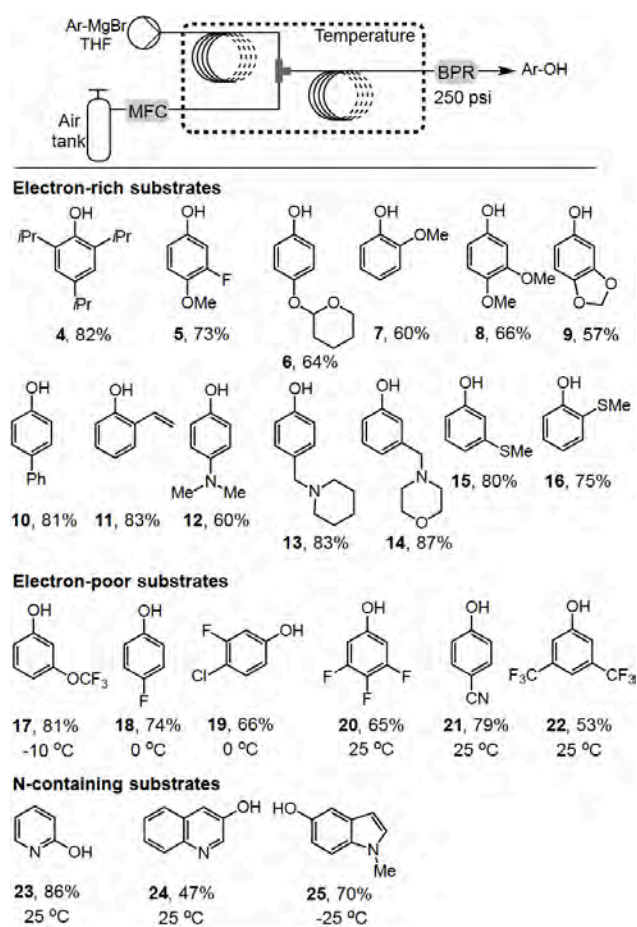 Ar-MgBr
THF
Temperature
MFC
Air
tank
BPR
250 psi
Ar-OH
Electron-rich substrates
OH
iPr
iPr
iPr
4, 82%
OH
F
OMe
5, 73%
OH
O
O
6, 64%
OH
OMe
7, 60%
OH
OMe
OMe
8, 66%
OH
O
O
9, 57%
OH
Ph
10, 81%
OH
11, 83%
OH
Me
N
Me
12, 60%
OH
N
13, 83%
OH
N
O
14, 87%
OH
SMe
15, 80%
OH
SMe
16, 75%
Electron-poor substrates
OH
OCF3
17, 81%
-10 °C
OH
F
18, 74%
0 °C
F
OH
Cl
19, 66%
0 °C
OH
F
F
F
20, 65%
25 °C
OH
CN
21, 79%
25 °C
OH
F3C
CF3
22, 53%
25 °C
N-containing substrates
N
OH
23, 86%
25 °C
OH
N
24, 47%
25 °C
HO
N
Me
25, 70%
-25 °C